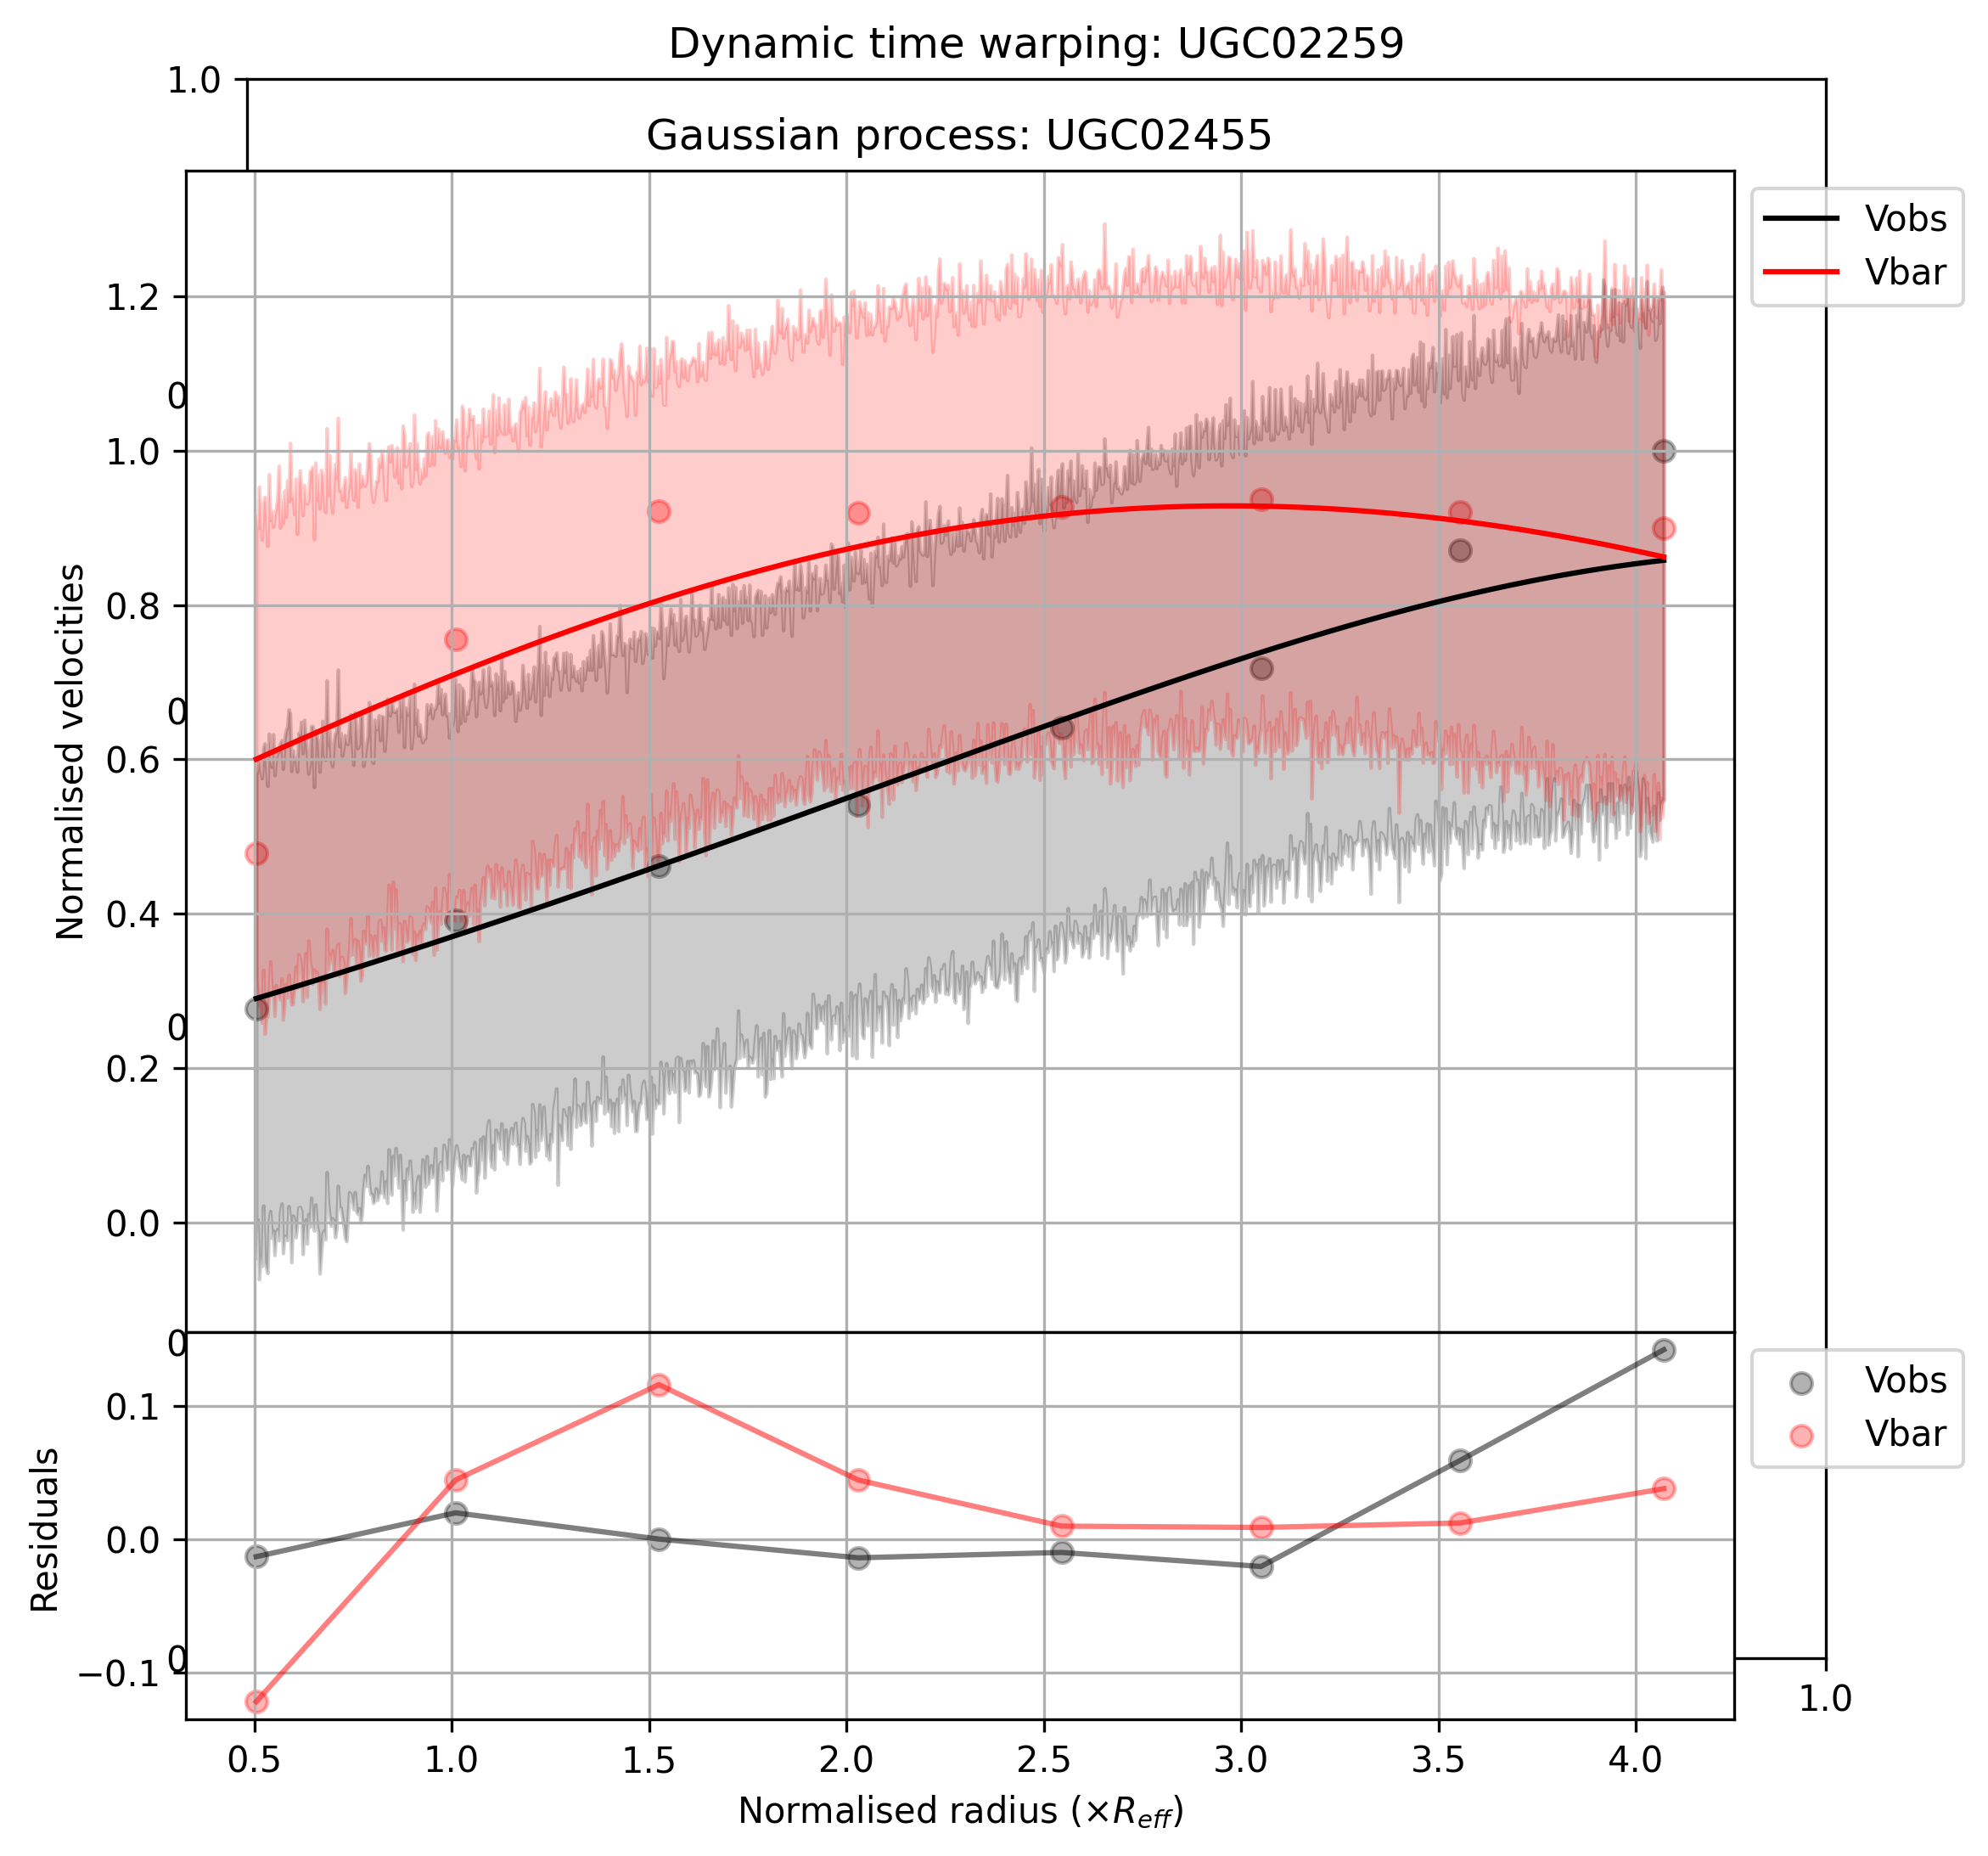 Dynamic time warping: UGC02259
1.0
Gaussian process: UGC02455
Vobs
Vbar
1.2
0
1.0
0.8
0
0.6
0.4
0
0.2
0.0
Normalised velocities
0
Vobs
Vbar
0.1
0.0
0
−0.1
Residuals
1.0
0.5 1.0 1.5 2.0 2.5 3.0 3.5 4.0
Normalised radius (×R_eff)